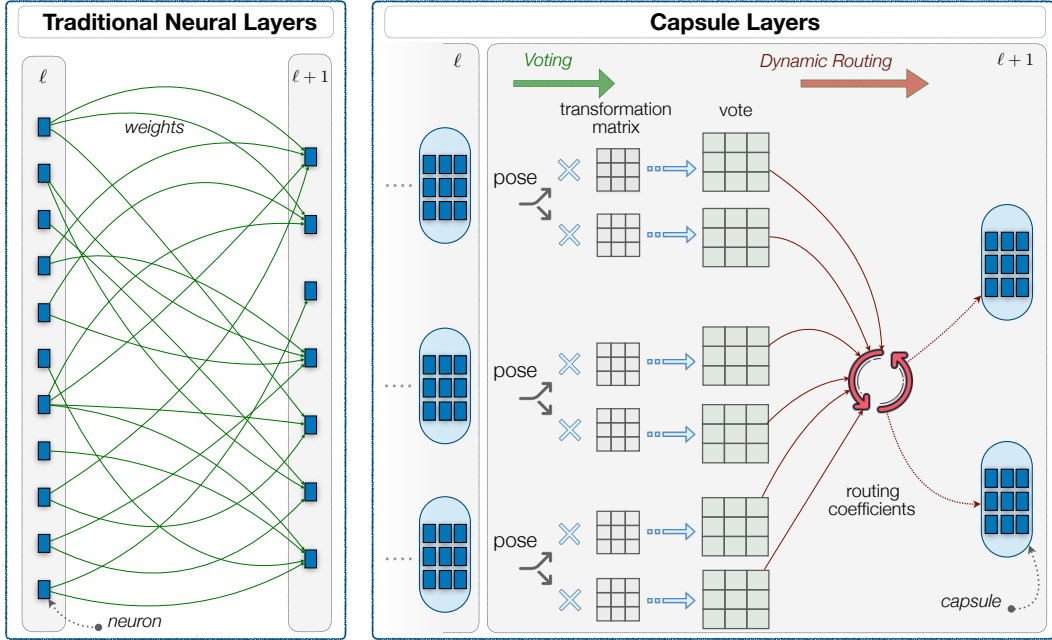 Traditional Neural Layers
ℓ
ℓ + 1
weights
neuron
Capsule Layers
ℓ
Voting
Dynamic Routing
ℓ + 1
transformation
matrix
vote
pose
pose
pose
routing
coefficients
capsule